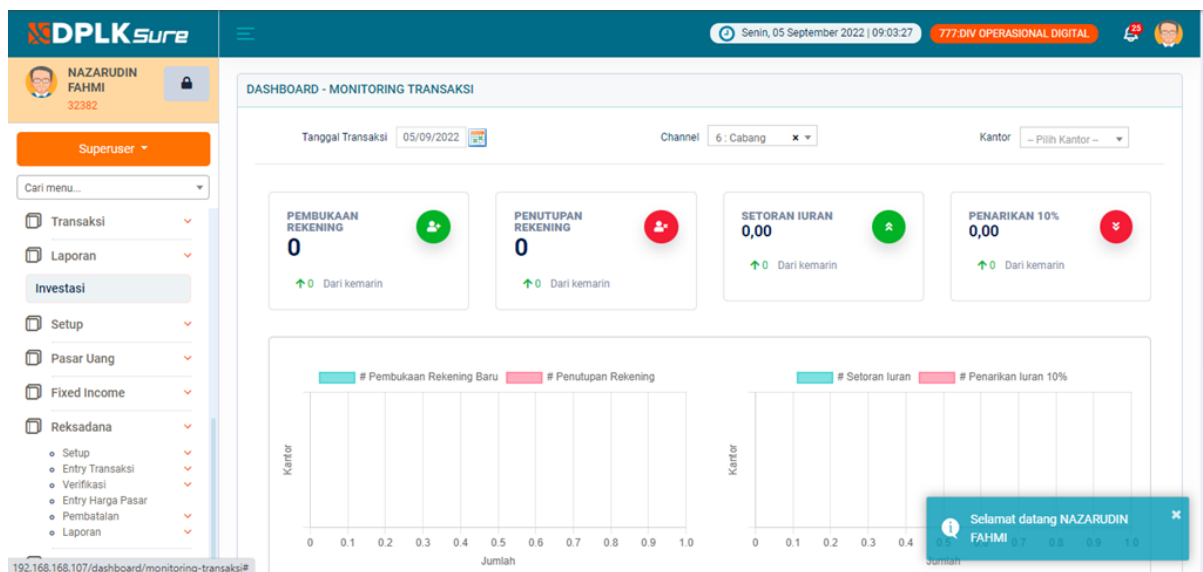 DPLKsure
Senin, 05 September 2022 | 09:03:27
777:DIV OPERASIONAL DIGITAL
25
NAZARUDIN
FAHMI
32382
Superuser
Cari menu...
Transaksi
Laporan
Investasi
Setup
Pasar Uang
Fixed Income
Reksadana
Setup
Entry Transaksi
Verifikasi
Entry Harga Pasar
Pembatalan
Laporan
192.168.168.107/dashboard/monitoring-transaksi#
DASHBOARD - MONITORING TRANSAKSI
Tanggal Transaksi 05/09/2022
Channel 6 : Cabang × 
Kantor -- Pilih Kantor --
PEMBUKAAN
REKENING
0
0 Dari kemarin
PENUTUPAN
REKENING
0
0 Dari kemarin
SETORAN IURAN
0,00
0 Dari kemarin
PENARIKAN 10%
0,00
0 Dari kemarin
# Pembukaan Rekening Baru # Penutupan Rekening
Kantor
0 0.1 0.2 0.3 0.4 0.5 0.6 0.7 0.8 0.9 1.0
Jumlah
# Setoran Iuran # Penarikan Iuran 10%
Kantor
0 0.1 0.2 0.3 0.4 0.5 0.6 0.7 0.8 0.9 1.0
Jumlah
Selamat datang NAZARUDIN
FAHMI
×